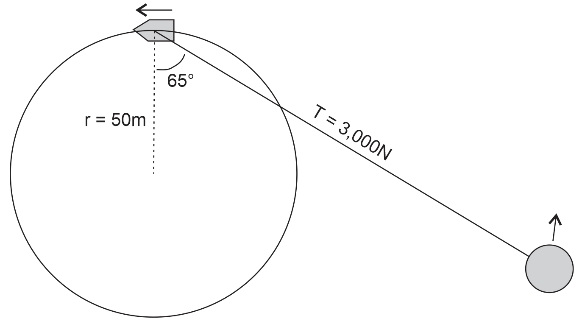 65°
r = 50m
T = 3,000N